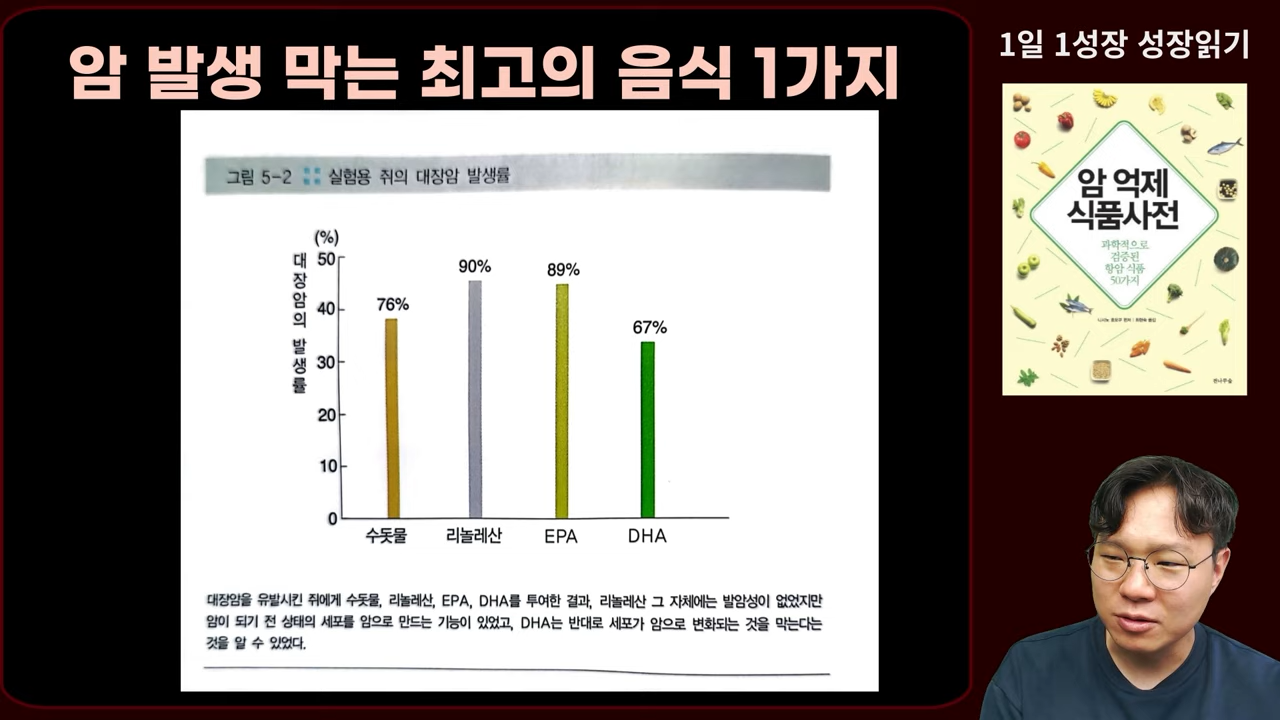 암 발생 막는 최고의 음식 1가지
1일 1성장 성장읽기
그림 5-2 실험용 쥐의 대장암 발생률
(%)
대장암의 발생률
50
40
30
20
10
0
76%
90%
89%
67%
수돗물
리놀레산
EPA
DHA
대장암을 유발시킨 쥐에게 수돗물, 리놀레산, EPA, DHA를 투여한 결과, 리놀레산 그 자체에는 발암성이 없었지만
암이 되기 전 상태의 세포를 암으로 만드는 기능이 있었고, DHA는 반대로 세포가 암으로 변화되는 것을 막는다는
것을 알 수 있었다.
암 억제
식품사전
과학적으로
검증된
항암 식품
50가지